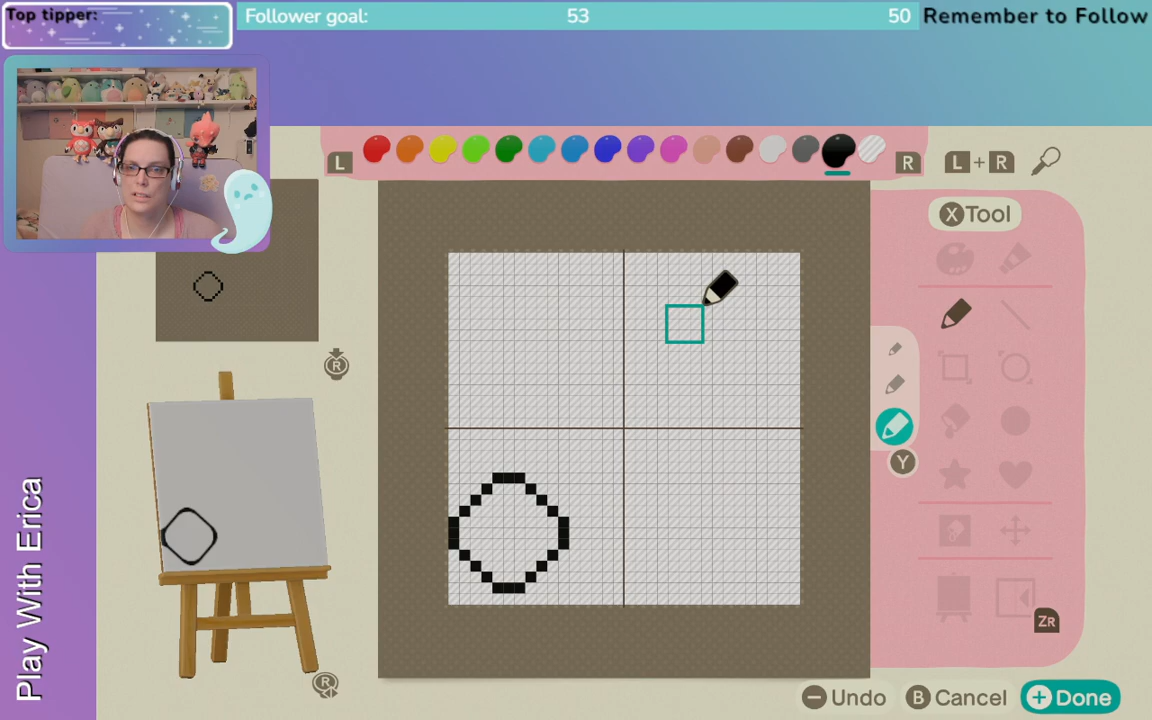 Top tipper:
Follower goal: 53 50
Remember to Follow
L
R
L + R
X Tool
R
Y
ZR
R
Play With Erica
Undo
B Cancel
+ Done